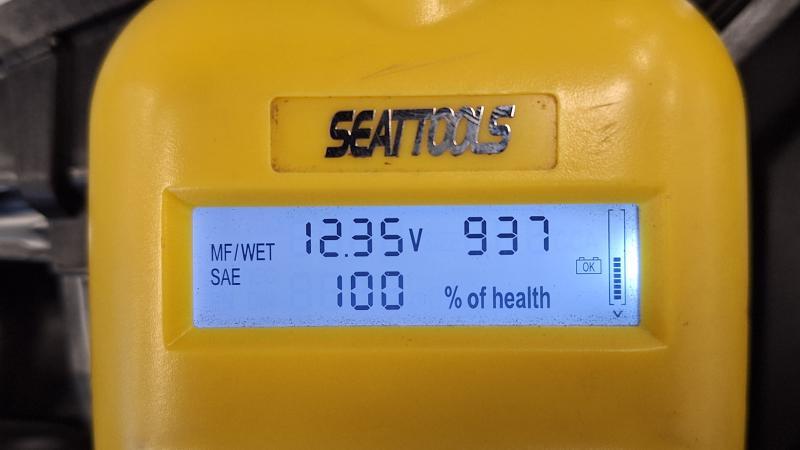 SEATTOOLS
MF/WET 12.35V 937
SAE 100 % of health
OK
V